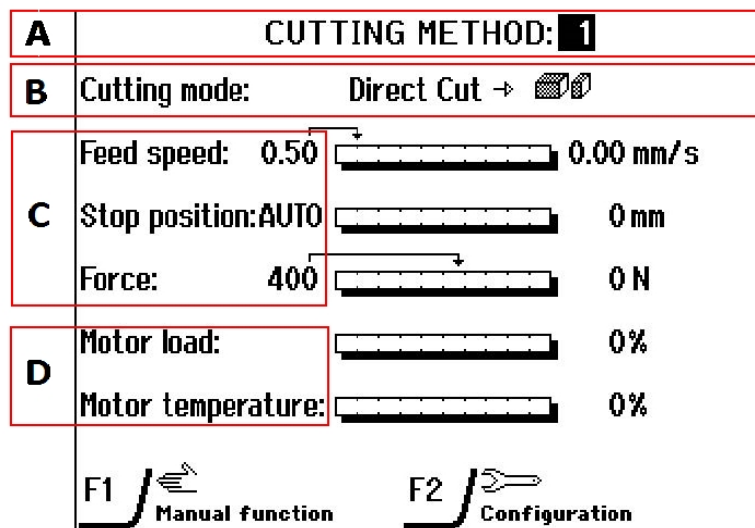 A CUTTING METHOD: 1
B Cutting mode: Direct Cut →
Feed speed: 0.50 0.00 mm/s
C Stop position:AUTO 0 mm
Force: 400 0 N
Motor load: 0%
D
Motor temperature: 0%
F1 Manual function F2 Configuration